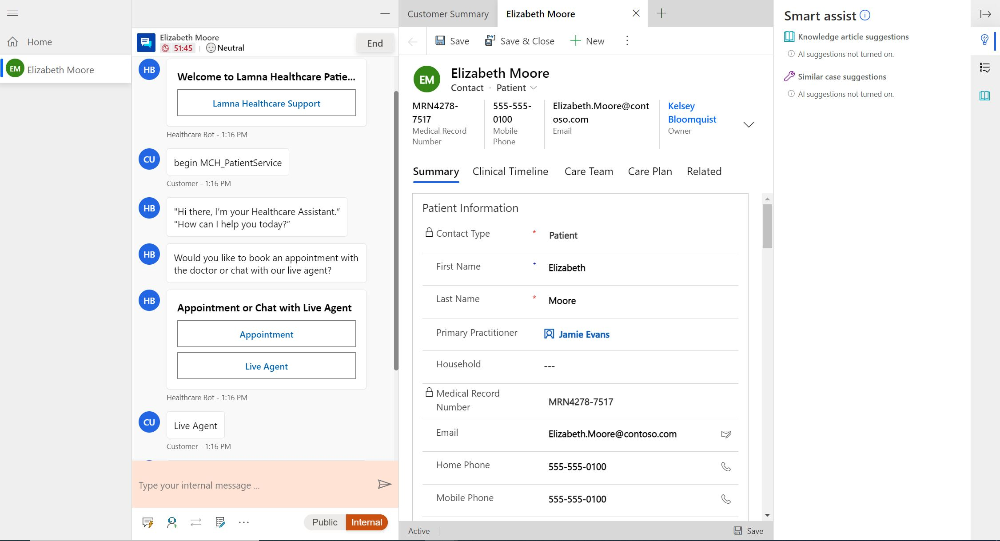 Home
EM
Elizabeth Moore
Elizabeth Moore
51:45
Neutral
End
HB
Welcome to Lamna Healthcare Patie...
Lamna Healthcare Support
Healthcare Bot - 1:16 PM
CU
begin MCH_PatientService
Customer - 1:16 PM
HB
"Hi there, I’m your Healthcare Assistant.”
"How can I help you today?”
HB
Would you like to book an appointment with
the doctor or chat with our live agent?
HB
Appointment or Chat with Live Agent
Appointment
Live Agent
Healthcare Bot - 1:16 PM
CU
Live Agent
Customer - 1:16 PM
Type your internal message ...
Public
Internal
Customer Summary
Elizabeth Moore
Save
Save & Close
New
EM
Elizabeth Moore
Contact · Patient
MRN4278-
7517
Medical Record
Number
555-555-
0100
Mobile
Phone
Elizabeth.Moore@cont
oso.com
Email
Kelsey
Bloomquist
Owner
Summary
Clinical Timeline
Care Team
Care Plan
Related
Patient Information
Contact Type * Patient
First Name + Elizabeth
Last Name * Moore
Primary Practitioner Jamie Evans
Household ---
Medical Record
Number
MRN4278-7517
Email Elizabeth.Moore@contoso.com
Home Phone 555-555-0100
Mobile Phone 555-555-0100
Active
Save
Smart assist
Knowledge article suggestions
AI suggestions not turned on.
Similar case suggestions
AI suggestions not turned on.